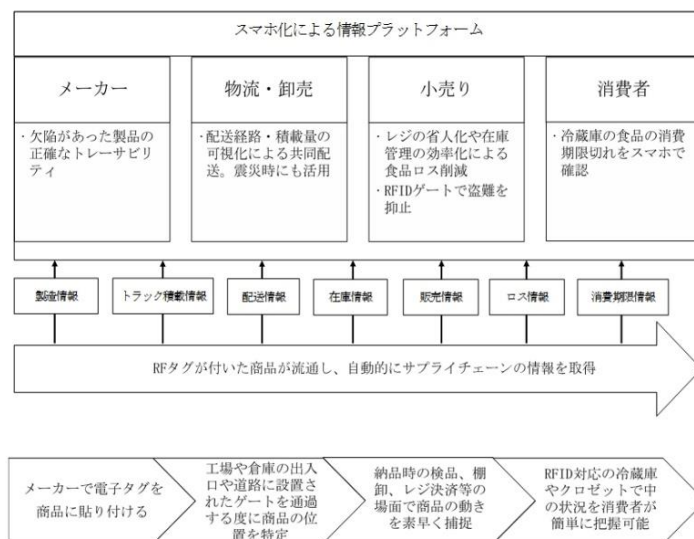 スマホ化による情報プラットフォーム
メーカー
・欠陥があった製品の
正確なトレーサビリ
ティ
物流・卸売
・配送経路・積載量の
可視化による共同配
送。震災時にも活用
小売り
・レジの省人化や在庫
管理の効率化による
食品ロス削減
・RFIDゲートで盗難を
抑止
消費者
・冷蔵庫の食品の消費
期限切れをスマホで
確認
製造情報
トラック積載情報
配送情報
在庫情報
販売情報
ロス情報
消費期限情報
RFタグが付いた商品が流通し、自動的にサプライチェーンの情報を取得
メーカーで電子タグを
商品に貼り付ける
工場や倉庫の出入
口や道路に設置さ
れたゲートを通過
する度に商品の位
置を特定
納品時の検品、棚
卸、レジ決済等の
場面で商品の動き
を素早く捕捉
RFID対応の冷蔵庫
やクロゼットで中
の状況を消費者が
簡単に把握可能